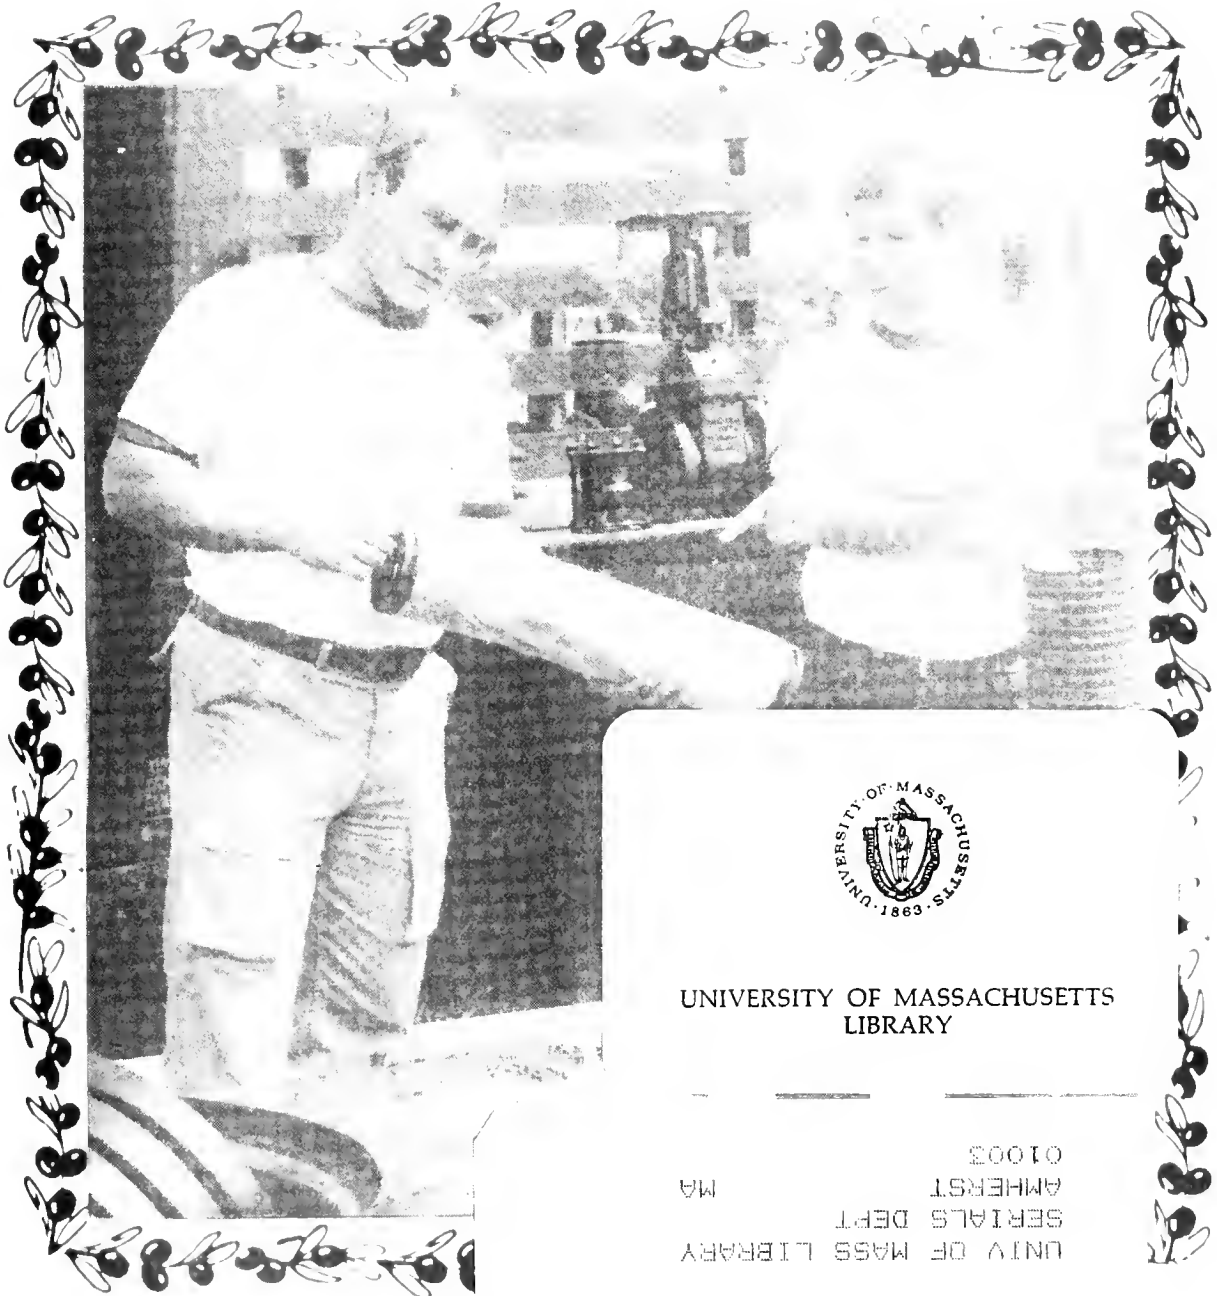 UNIVERSITY·OF·MASSACHUSETTS
·1863·
UNIVERSITY OF MASSACHUSETTS
LIBRARY
UNIV OF MASS LIBRARY
SERIALS DEPT
AMHERST MA
01003